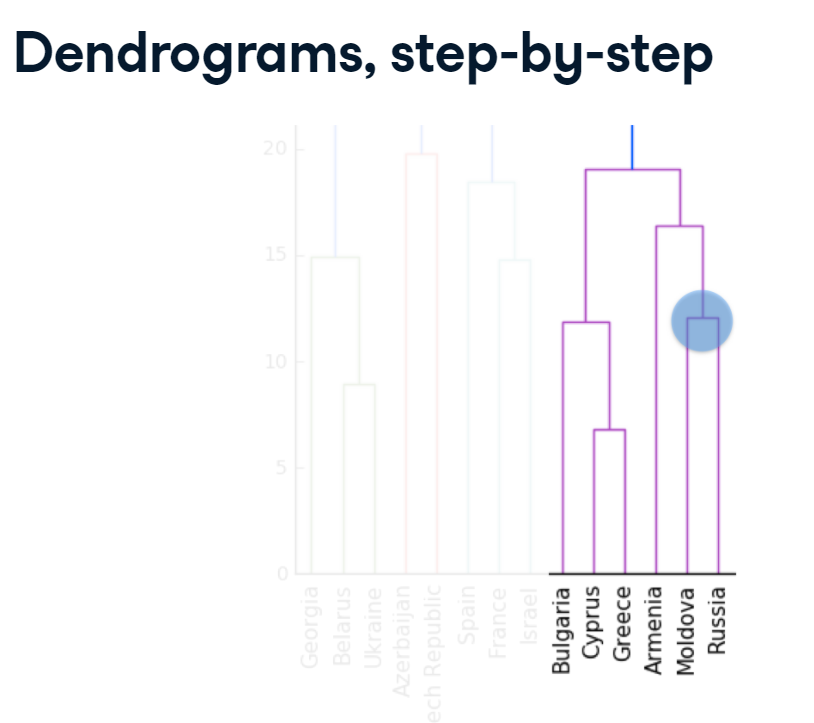 Dendrograms, step-by-step
20
15
10
5
0
Georgia
Belarus
Ukraine
Azerbaijan
ech Republic
Spain
France
Israel
Bulgaria
Cyprus
Greece
Armenia
Moldova
Russia